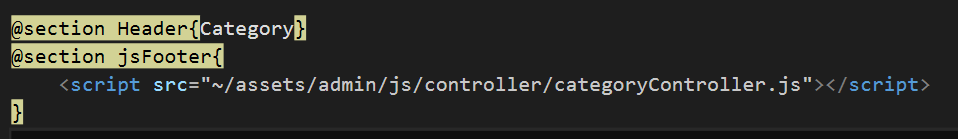 @section Header{Category}
@section jsFooter{
<script src="~/assets/admin/js/controller/categoryController.js"></script>
}